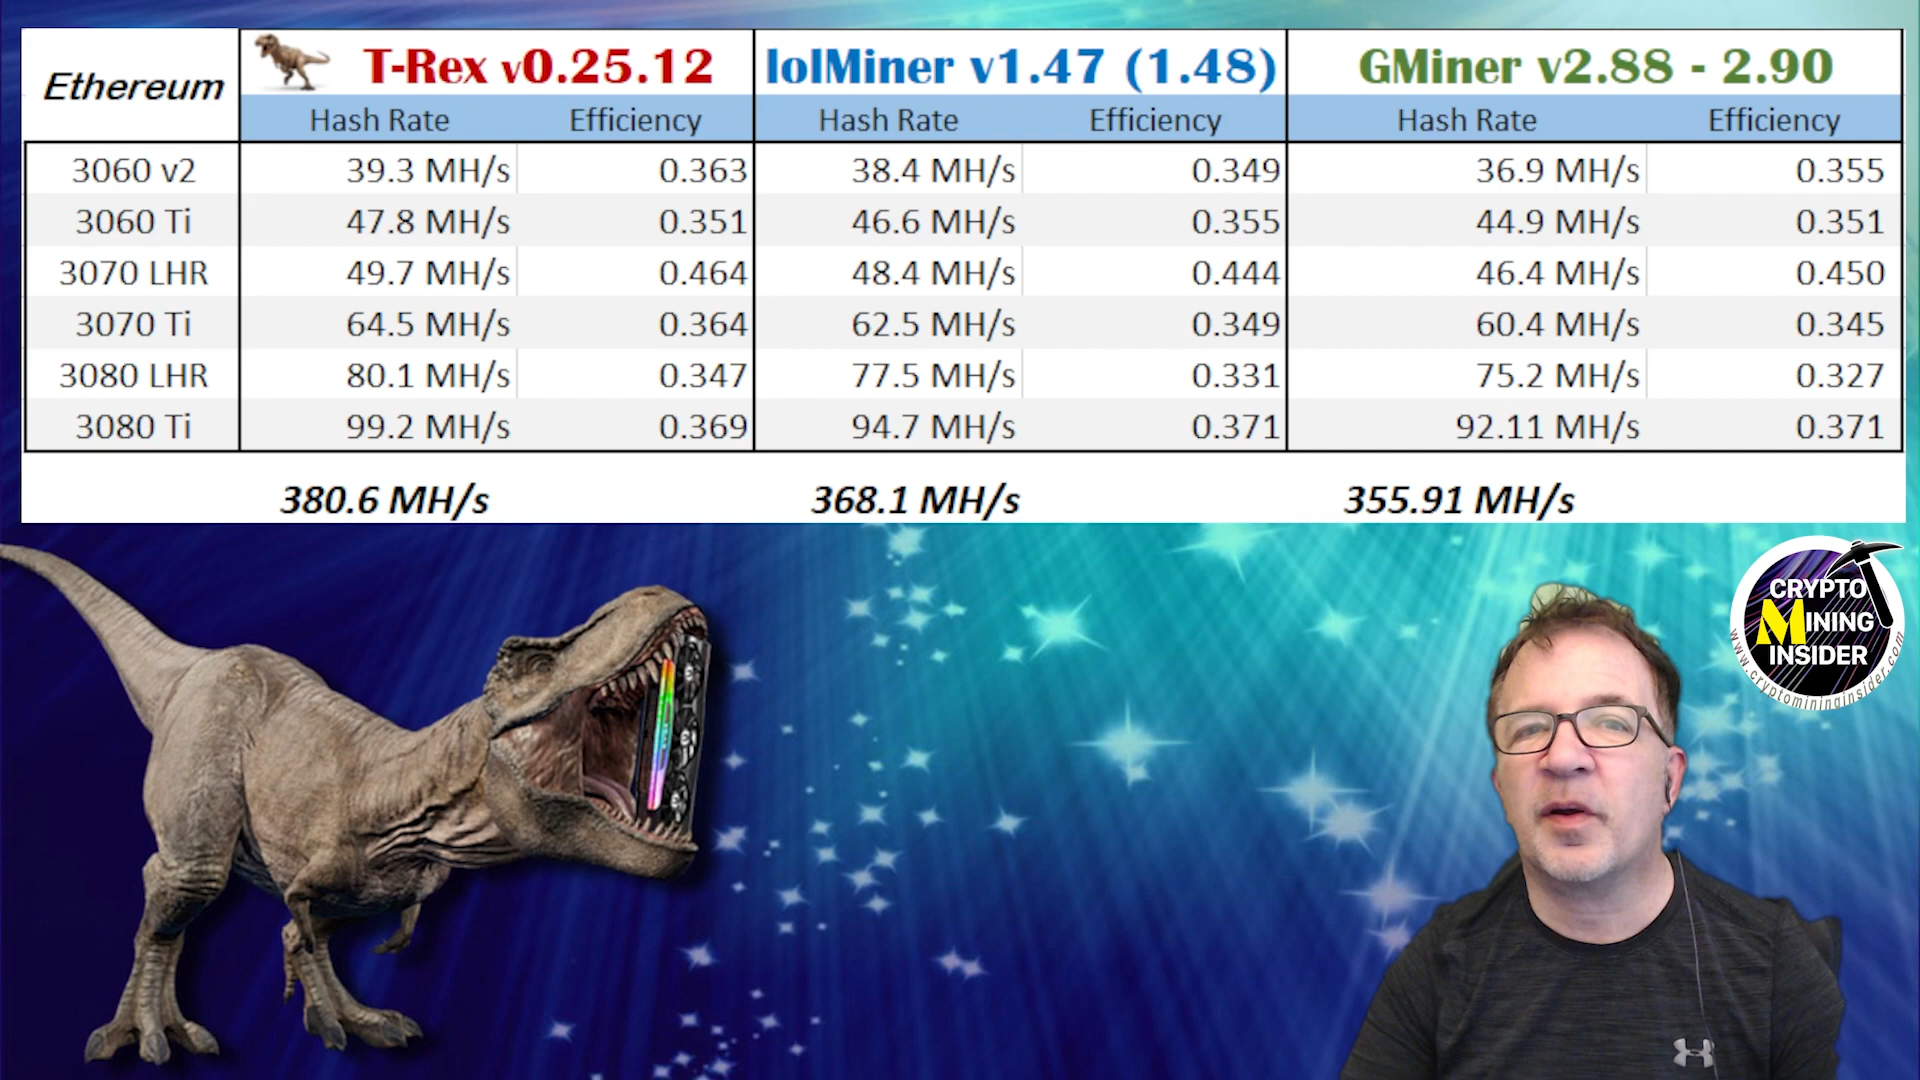 Ethereum T-Rex v0.25.12 lolMiner v1.47 (1.48) GMiner v2.88 - 2.90
Hash Rate Efficiency Hash Rate Efficiency Hash Rate Efficiency
3060 v2 39.3 MH/s 0.363 38.4 MH/s 0.349 36.9 MH/s 0.355
3060 Ti 47.8 MH/s 0.351 46.6 MH/s 0.355 44.9 MH/s 0.351
3070 LHR 49.7 MH/s 0.464 48.4 MH/s 0.444 46.4 MH/s 0.450
3070 Ti 64.5 MH/s 0.364 62.5 MH/s 0.349 60.4 MH/s 0.345
3080 LHR 80.1 MH/s 0.347 77.5 MH/s 0.331 75.2 MH/s 0.327
3080 Ti 99.2 MH/s 0.369 94.7 MH/s 0.371 92.11 MH/s 0.371
380.6 MH/s 368.1 MH/s 355.91 MH/s
CRYPTO
MINING
INSIDER
www.cryptomininginsider.com